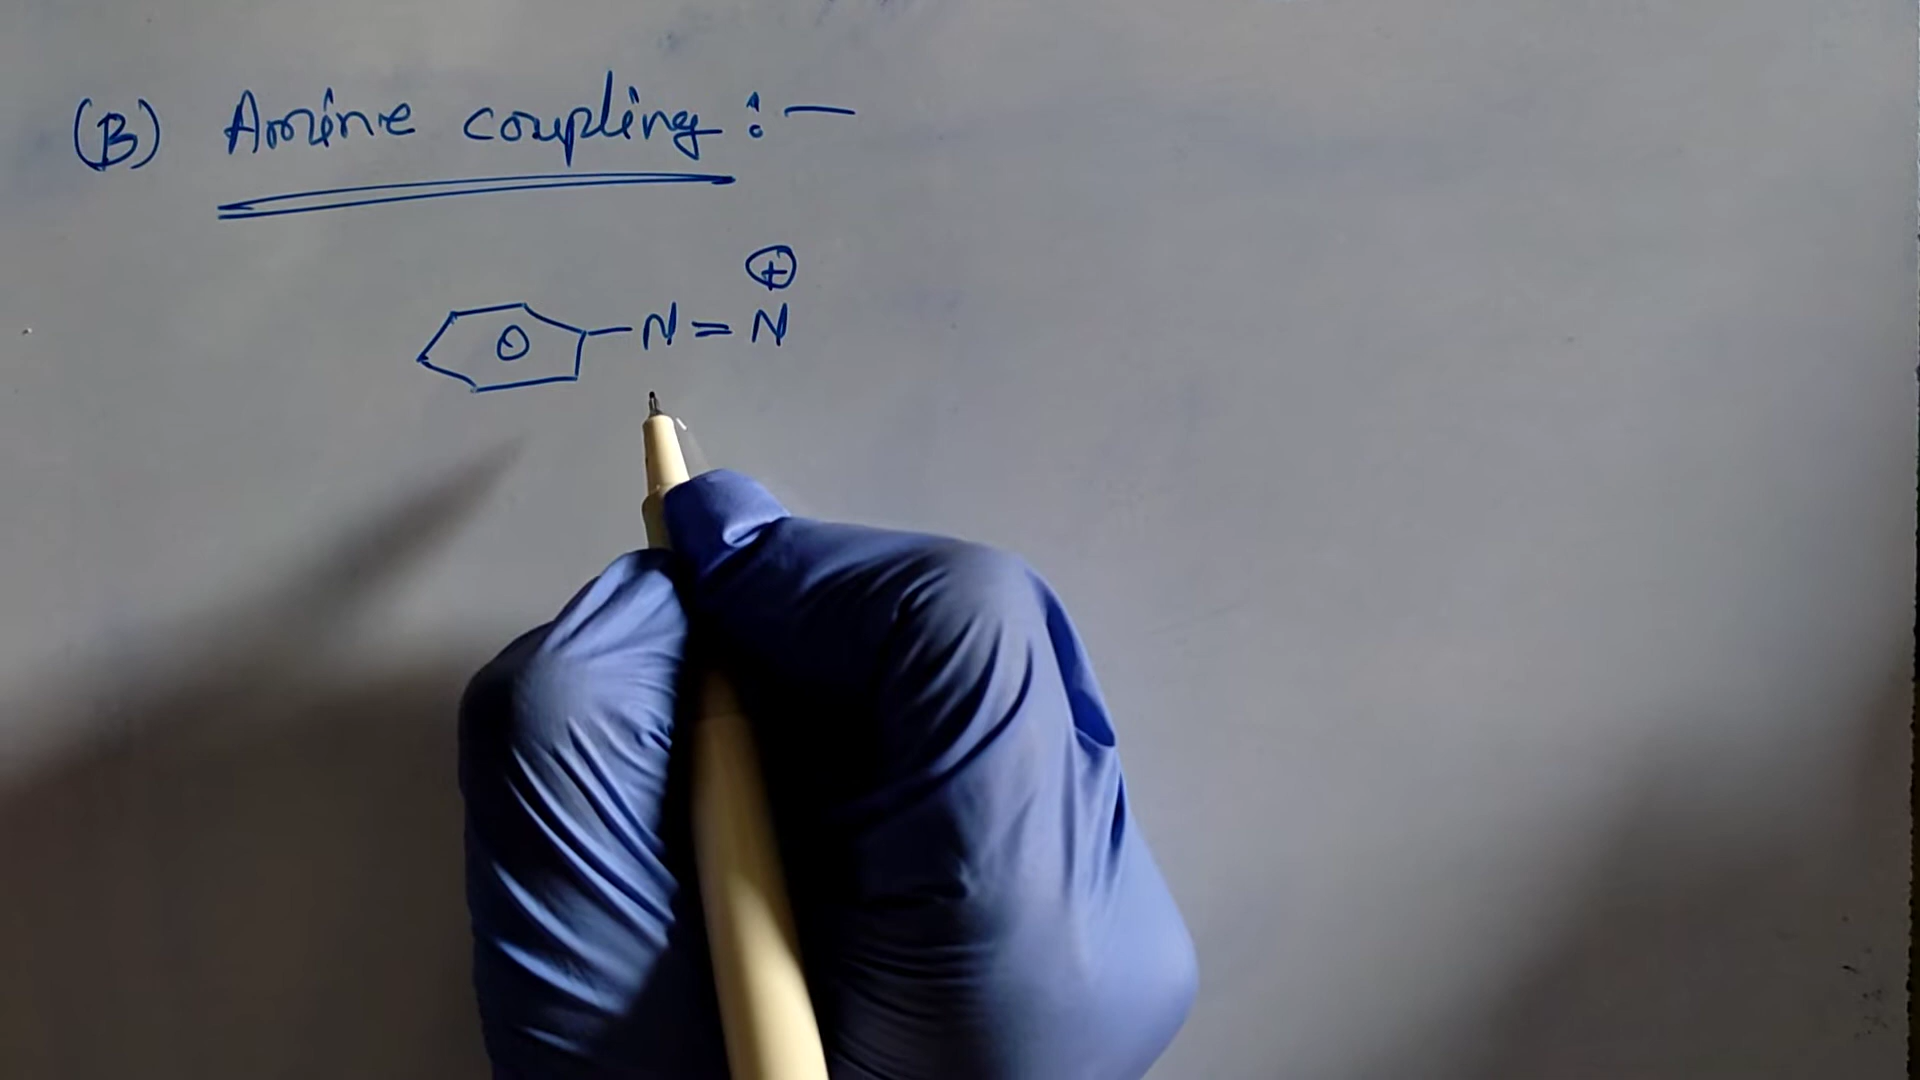 (B) Amine coupling :-
⊕
N=N